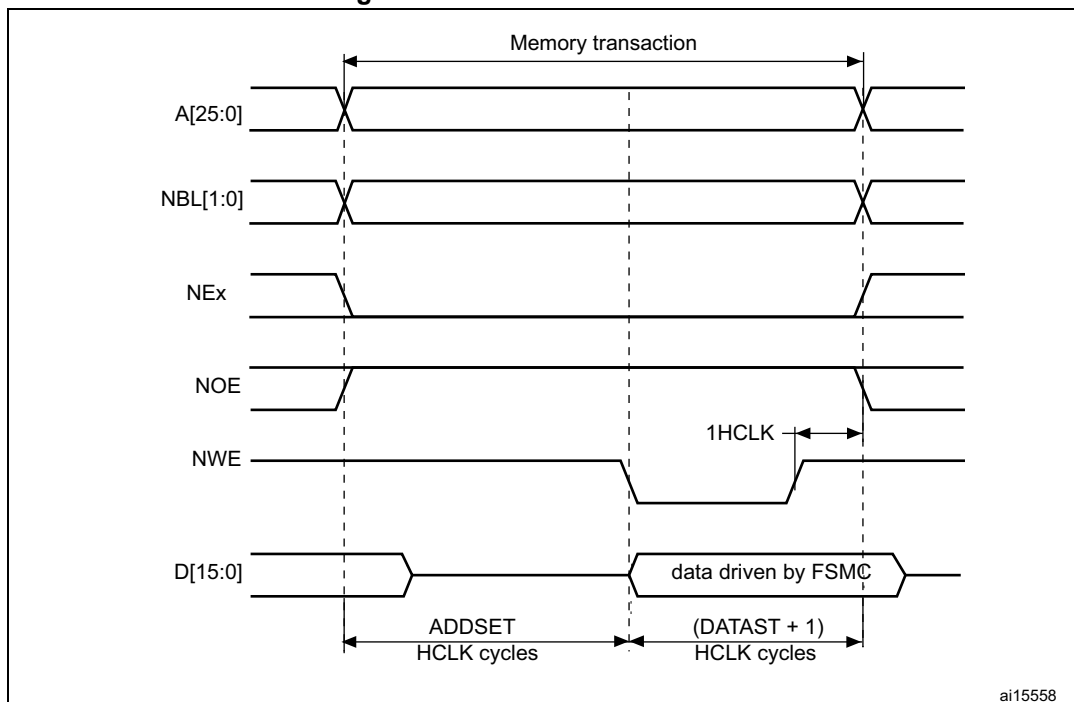 Memory transaction
A[25:0]
NBL[1:0]
NEx
NOE
1HCLK
NWE
D[15:0]
data driven by FSMC
ADDSET
HCLK cycles
(DATAST + 1)
HCLK cycles
ai15558